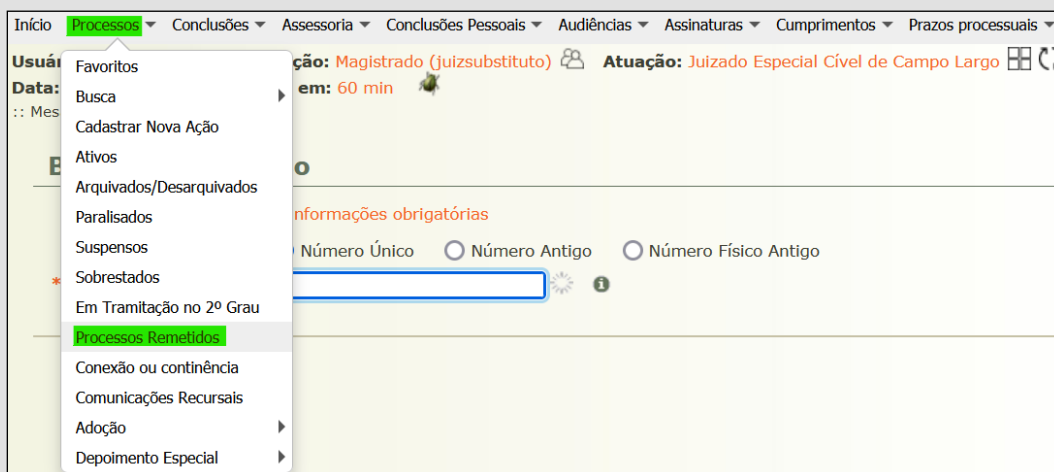 Início Processos Conclusões Assessoria Conclusões Pessoais Audiências Assinaturas Cumprimentos Prazos processuais
Usuár ção: Magistrado (juizsubstituto) Atuação: Juizado Especial Cível de Campo Largo
Data: em: 60 min
:: Mes
B o
nformações obrigatórias
Número Único Número Antigo Número Físico Antigo
*
Favoritos
Busca
Cadastrar Nova Ação
Ativos
Arquivados/Desarquivados
Paralisados
Suspensos
Sobrestados
Em Tramitação no 2º Grau
Processos Remetidos
Conexão ou continência
Comunicações Recursais
Adoção
Depoimento Especial